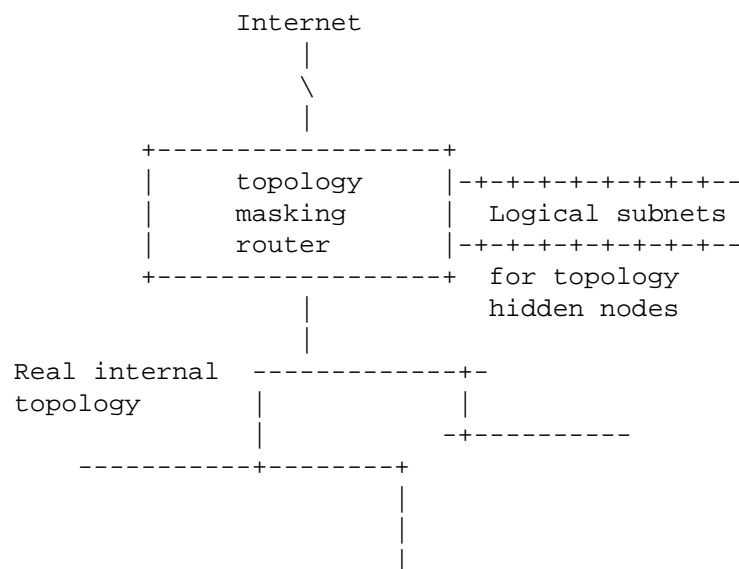 Internet
topology
masking
router
Logical subnets
for topology
hidden nodes
Real internal
topology